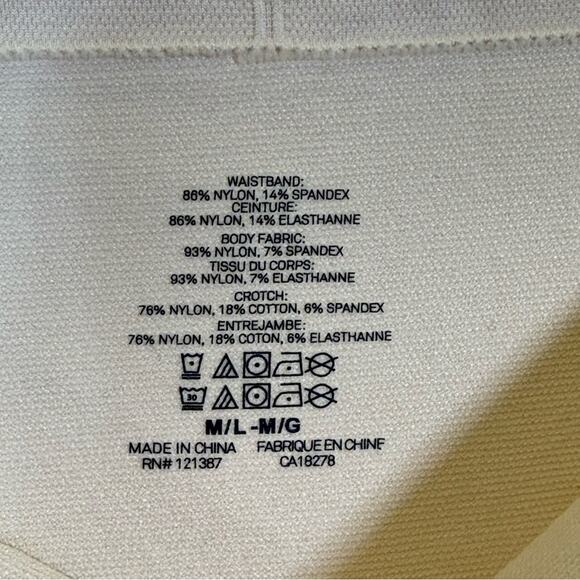 WAISTBAND:
86% NYLON, 14% SPANDEX
CEINTURE:
86% NYLON, 14% ELASTHANNE
BODY FABRIC:
93% NYLON, 7% SPANDEX
TISSU DU CORPS:
93% NYLON, 7% ELASTHANNE
CROTCH:
76% NYLON, 18% COTTON, 6% SPANDEX
ENTREJAMBE:
76% NYLON, 18% COTON, 6% ELASTHANNE
30
M/L - M/G
MADE IN CHINA FABRIQUE EN CHINE
RN# 121387 CA18278